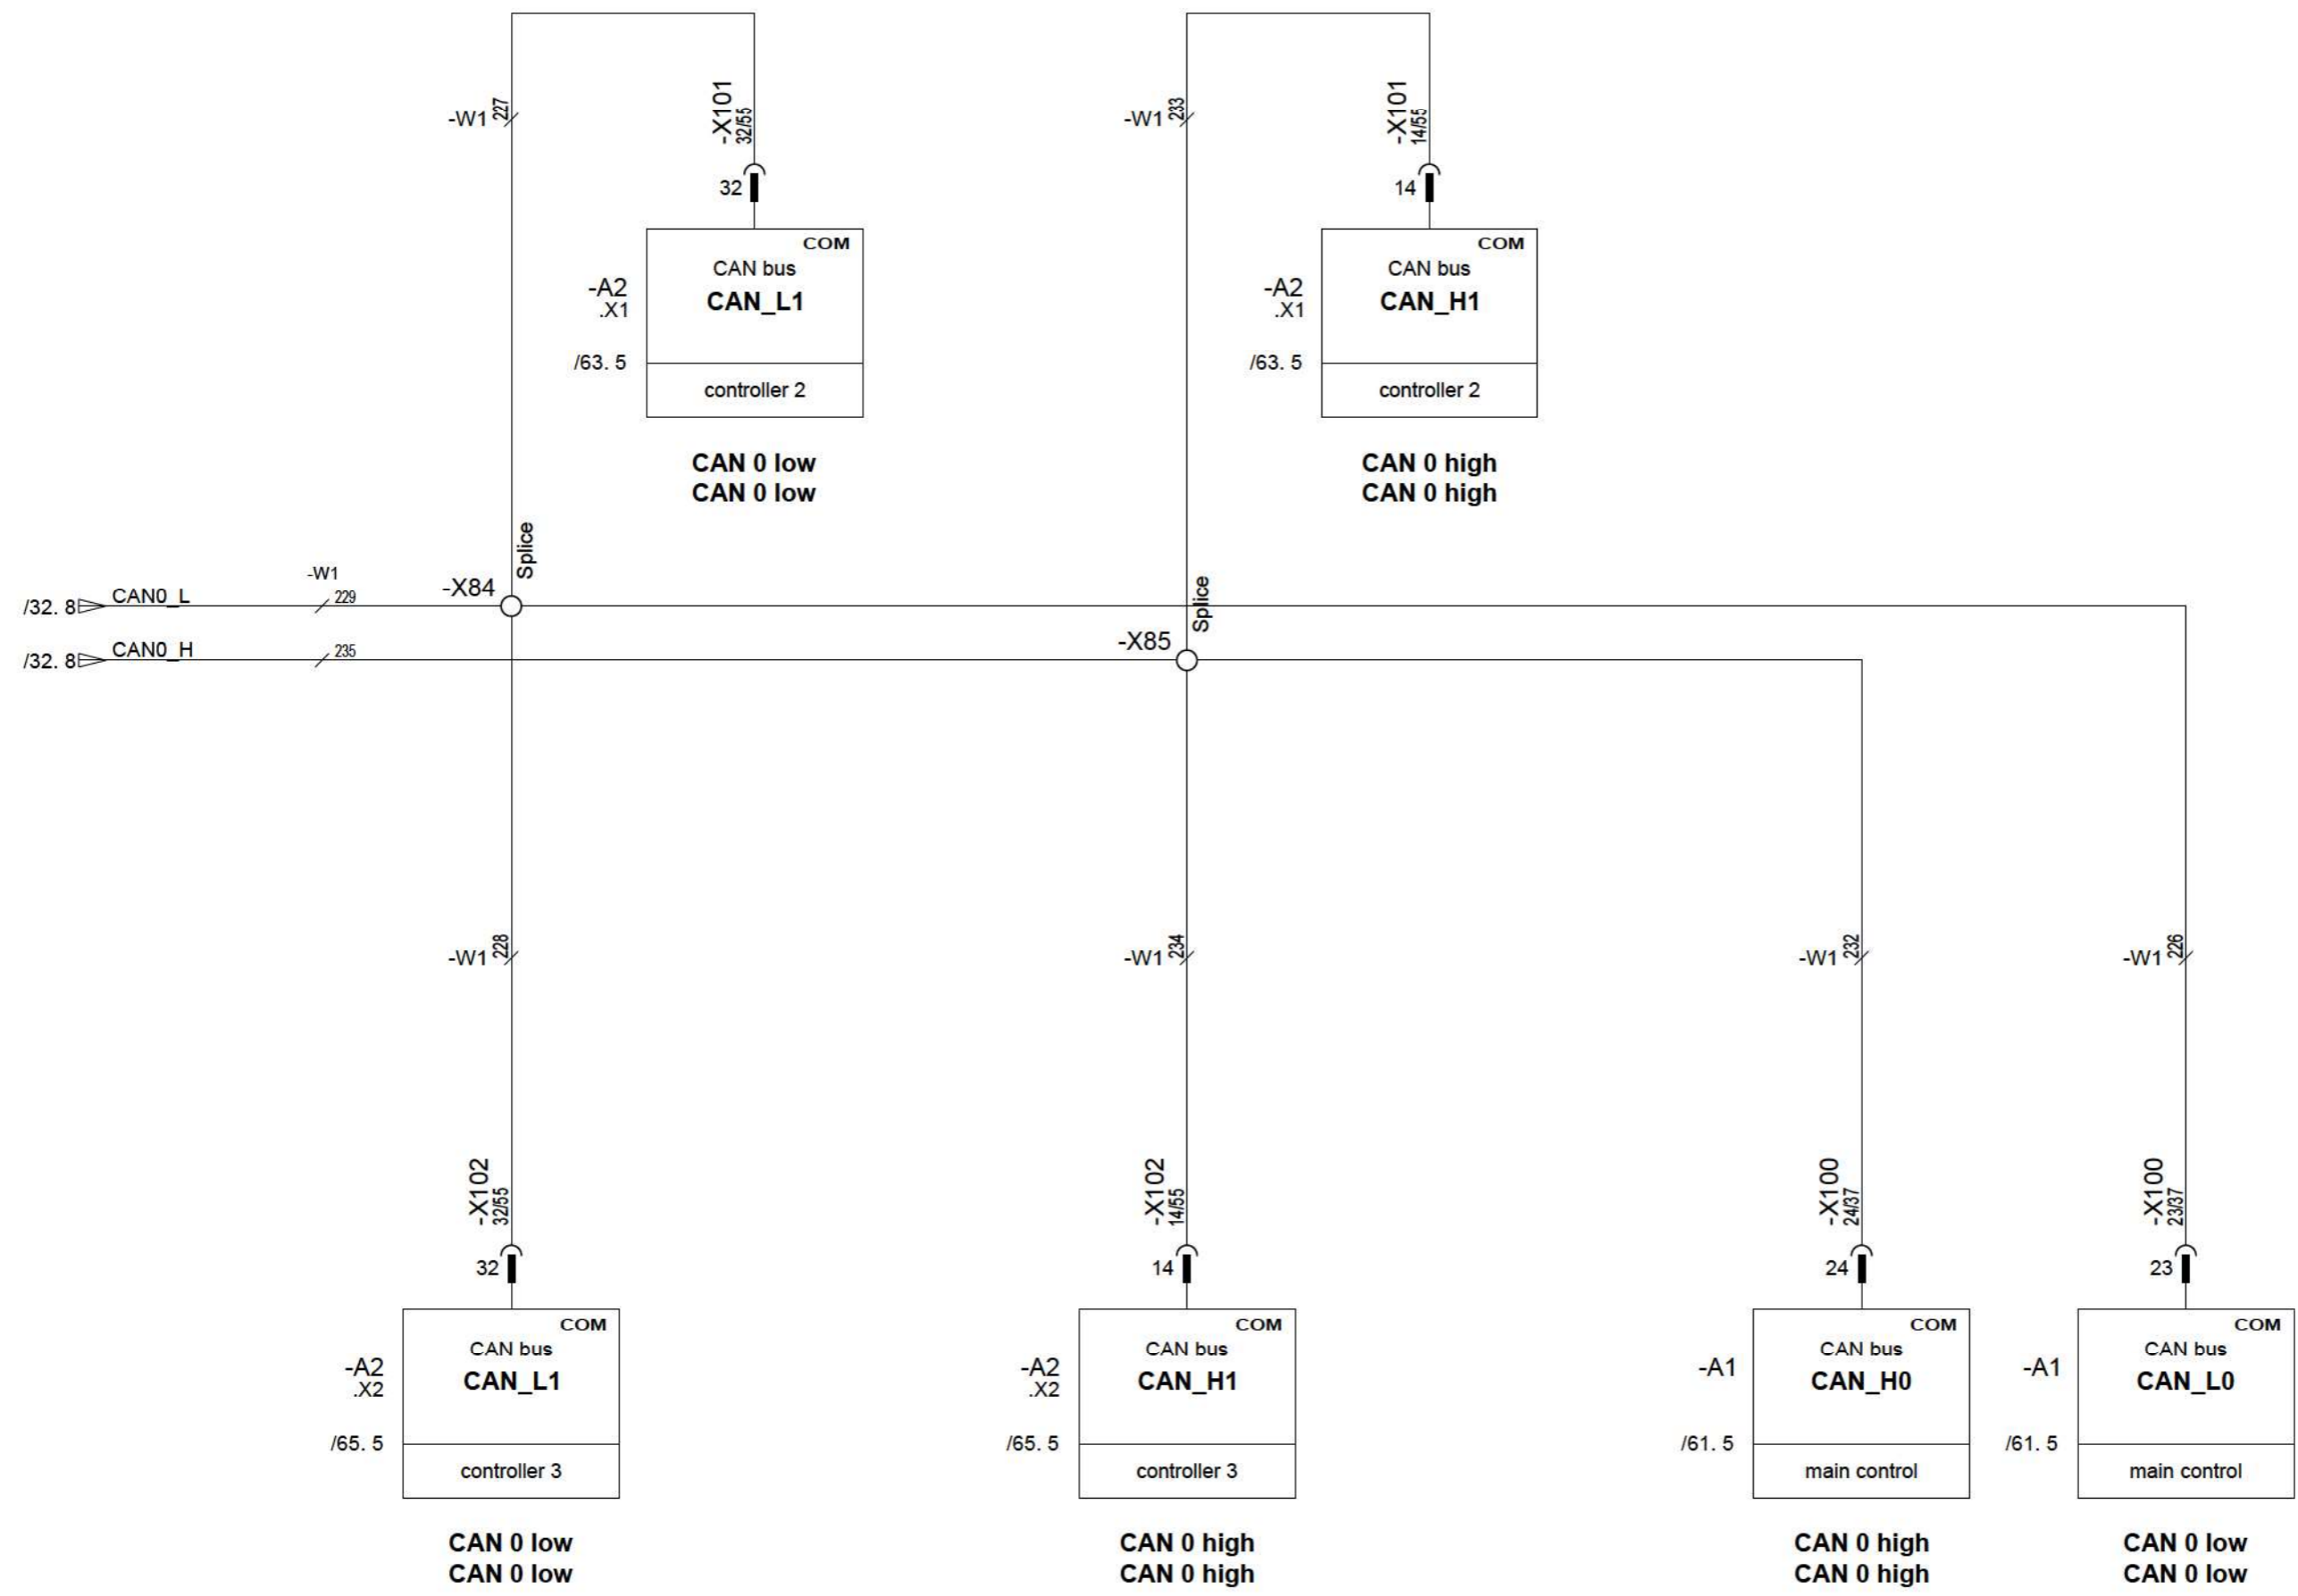 -W1 227
-X101
32/55
32
COM
CAN bus
CAN_L1
-A2
.X1
/63. 5
controller 2
CAN 0 low
CAN 0 low
-W1 233
-X101
14/55
14
COM
CAN bus
CAN_H1
-A2
.X1
/63. 5
controller 2
CAN 0 high
CAN 0 high
/32. 8 CAN0_L
-W1
229
-X84
Splice
/32. 8 CAN0_H
235
-X85
Splice
-W1 228
-W1 234
-W1 232
-W1 226
-X102
32/55
32
COM
CAN bus
CAN_L1
-A2
.X2
/65. 5
controller 3
CAN 0 low
CAN 0 low
-X102
14/55
14
COM
CAN bus
CAN_H1
-A2
.X2
/65. 5
controller 3
CAN 0 high
CAN 0 high
-X100
24/37
24
COM
CAN bus
CAN_H0
-A1
/61. 5
main control
CAN 0 high
CAN 0 high
-X100
23/37
23
COM
CAN bus
CAN_L0
-A1
/61. 5
main control
CAN 0 low
CAN 0 low